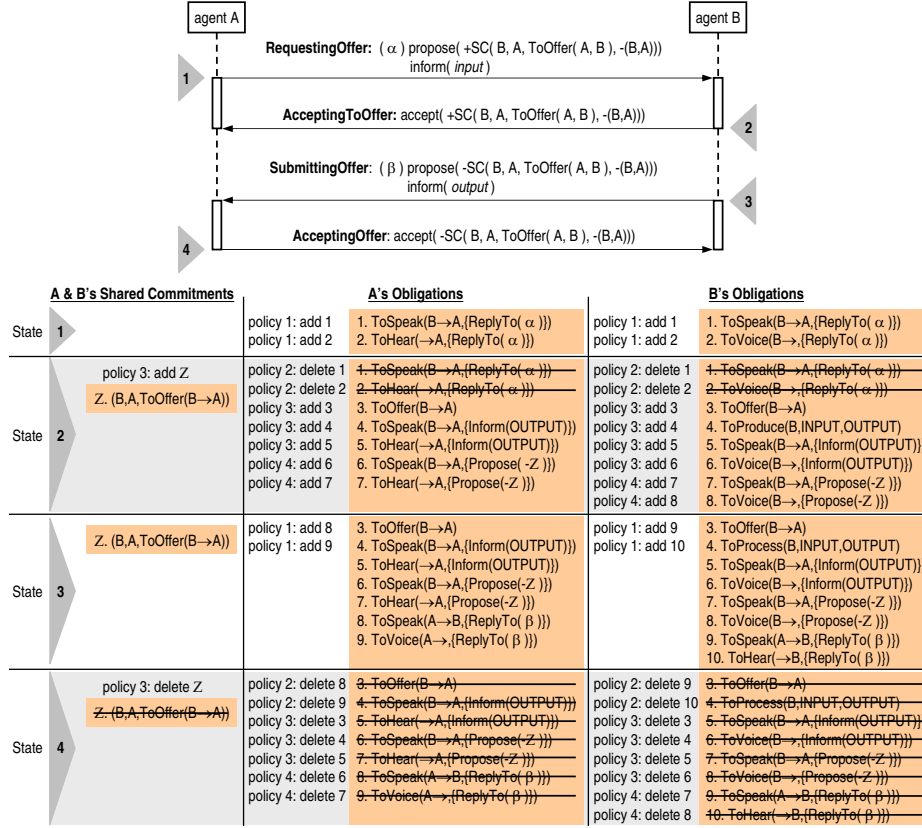 agent A
agent B
RequestingOffer: ( α ) propose( +SC( B, A, ToOffer( A, B ), -(B,A)))
inform( input )
1
AcceptingToOffer: accept( +SC( B, A, ToOffer( A, B ), -(B,A)))
2
SubmittingOffer: ( β ) propose( -SC( B, A, ToOffer( A, B ), -(B,A)))
inform( output )
3
AcceptingOffer: accept( -SC( B, A, ToOffer( A, B ), -(B,A)))
4
A & B's Shared Commitments
A's Obligations
B's Obligations
State 1
policy 1: add 1
policy 1: add 2
1. ToSpeak(B→A,{ReplyTo( α )})
2. ToHear(→A,{ReplyTo( α )})
policy 1: add 1
policy 1: add 2
1. ToSpeak(B→A,{ReplyTo( α )})
2. ToVoice(B→,{ReplyTo( α )})
State 2
policy 3: add Z
Z. (B,A,ToOffer(B→A))
policy 2: delete 1
policy 2: delete 2
policy 3: add 3
policy 3: add 4
policy 3: add 5
policy 4: add 6
policy 4: add 7
1. ToSpeak(B→A,{ReplyTo( α )})
2. ToHear(→A,{ReplyTo( α )})
3. ToOffer(B→A)
4. ToSpeak(B→A,{Inform(OUTPUT)})
5. ToHear(→A,{Inform(OUTPUT)})
6. ToSpeak(B→A,{Propose( -Z )})
7. ToHear(→A,{Propose(-Z )})
policy 2: delete 1
policy 2: delete 2
policy 3: add 3
policy 3: add 4
policy 3: add 5
policy 3: add 6
policy 4: add 7
policy 4: add 8
1. ToSpeak(B→A,{ReplyTo( α )})
2. ToVoice(B→,{ReplyTo( α )})
3. ToOffer(B→A)
4. ToProduce(B,INPUT,OUTPUT)
5. ToSpeak(B→A,{Inform(OUTPUT)})
6. ToVoice(B→,{Inform(OUTPUT)})
7. ToSpeak(B→A,{Propose(-Z )})
8. ToVoice(B→,{Propose(-Z )})
State 3
Z. (B,A,ToOffer(B→A))
policy 1: add 8
policy 1: add 9
3. ToOffer(B→A)
4. ToSpeak(B→A,{Inform(OUTPUT)})
5. ToHear(→A,{Inform(OUTPUT)})
6. ToSpeak(B→A,{Propose(-Z )})
7. ToHear(→A,{Propose(-Z )})
8. ToSpeak(A→B,{ReplyTo( β )})
9. ToVoice(A→,{ReplyTo( β )})
policy 1: add 9
policy 1: add 10
3. ToOffer(B→A)
4. ToProcess(B,INPUT,OUTPUT)
5. ToSpeak(B→A,{Inform(OUTPUT)})
6. ToVoice(B→,{Inform(OUTPUT)})
7. ToSpeak(B→A,{Propose(-Z )})
8. ToVoice(B→,{Propose(-Z )})
9. ToSpeak(A→B,{ReplyTo( β )})
10. ToHear(→B,{ReplyTo( β )})
State 4
policy 3: delete Z
Z. (B,A,ToOffer(B→A))
policy 2: delete 8
policy 2: delete 9
policy 3: delete 3
policy 3: delete 4
policy 3: delete 5
policy 4: delete 6
policy 4: delete 7
3. ToOffer(B→A)
4. ToSpeak(B→A,{Inform(OUTPUT)})
5. ToHear(→A,{Inform(OUTPUT)})
6. ToSpeak(B→A,{Propose(-Z )})
7. ToHear(→A,{Propose(-Z )})
8. ToSpeak(A→B,{ReplyTo( β )})
9. ToVoice(A→,{ReplyTo( β )})
policy 2: delete 9
policy 2: delete 10
policy 3: delete 3
policy 3: delete 4
policy 3: delete 5
policy 3: delete 6
policy 4: delete 7
policy 4: delete 8
3. ToOffer(B→A)
4. ToProcess(B,INPUT,OUTPUT)
5. ToSpeak(B→A,{Inform(OUTPUT)})
6. ToVoice(B→,{Inform(OUTPUT)})
7. ToSpeak(B→A,{Propose(-Z )})
8. ToVoice(B→,{Propose(-Z )})
9. ToSpeak(A→B,{ReplyTo( β )})
10. ToHear(→B,{ReplyTo( β )})